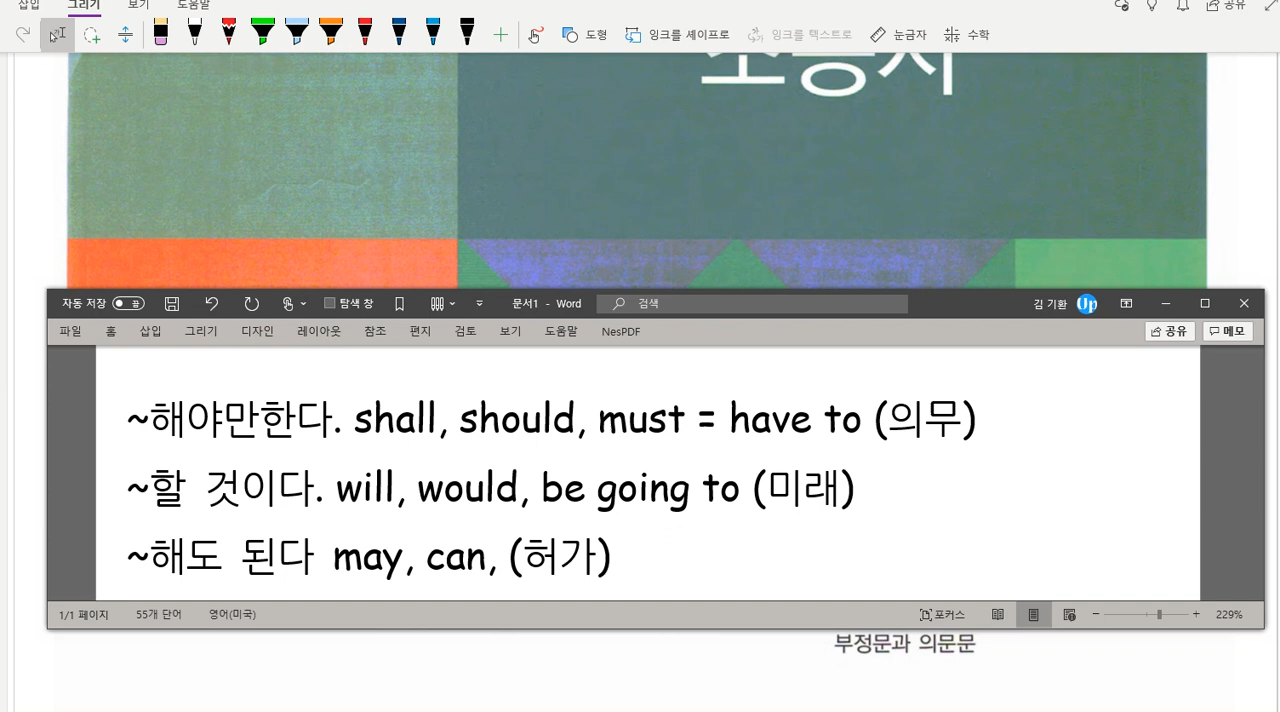 삽입 그리기 보기 도움말 공유
도형 잉크를 셰이프로 잉크를 텍스트로 눈금자 수학
조동사
자동 저장 끔 탐색 창 문서1 - Word 검색 김 기환 Up
파일 홈 삽입 그리기 디자인 레이아웃 참조 편지 검토 보기 도움말 NesPDF 공유 메모
~해야만한다. shall, should, must = have to (의무)
~할 것이다. will, would, be going to (미래)
~해도 된다 may, can, (허가)
1/1 페이지 55개 단어 영어(미국) 포커스 229%
부정문과 의문문